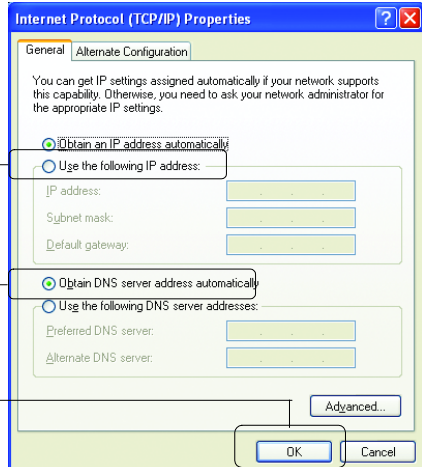 Internet Protocol (TCP/IP) Properties
General
Alternate Configuration
You can get IP settings assigned automatically if your network supports
this capability. Otherwise, you need to ask your network administrator for
the appropriate IP settings.
Obtain an IP address automatically
Use the following IP address:
IP address:
Subnet mask:
Default gateway:
Obtain DNS server address automatically
Use the following DNS server addresses:
Preferred DNS server:
Alternate DNS server:
Advanced...
OK
Cancel